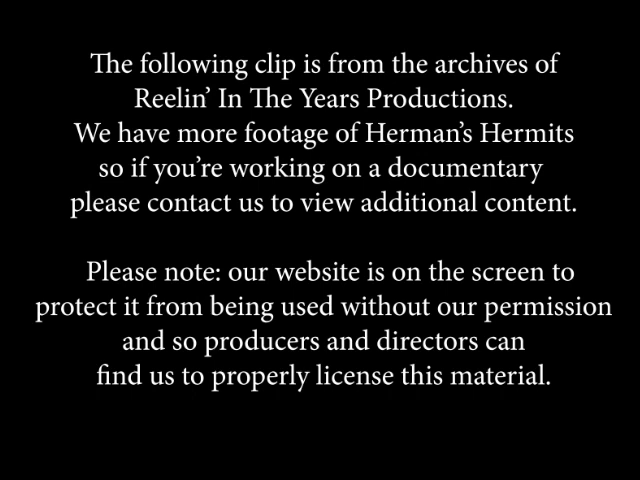 The following clip is from the archives of
Reelin’ In The Years Productions.
We have more footage of Herman’s Hermits
so if you’re working on a documentary
please contact us to view additional content.
Please note: our website is on the screen to
protect it from being used without our permission
and so producers and directors can
find us to properly license this material.